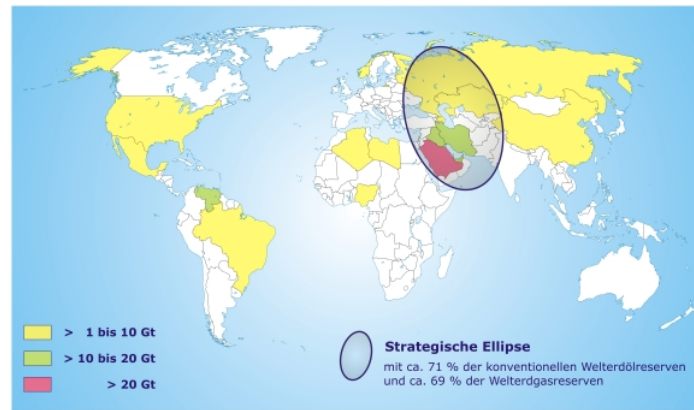 > 1 bis 10 Gt
> 10 bis 20 Gt
> 20 Gt
Strategische Ellipse
mit ca. 71 % der konventionellen Welterdölreserven
und ca. 69 % der Welterdgasreserven